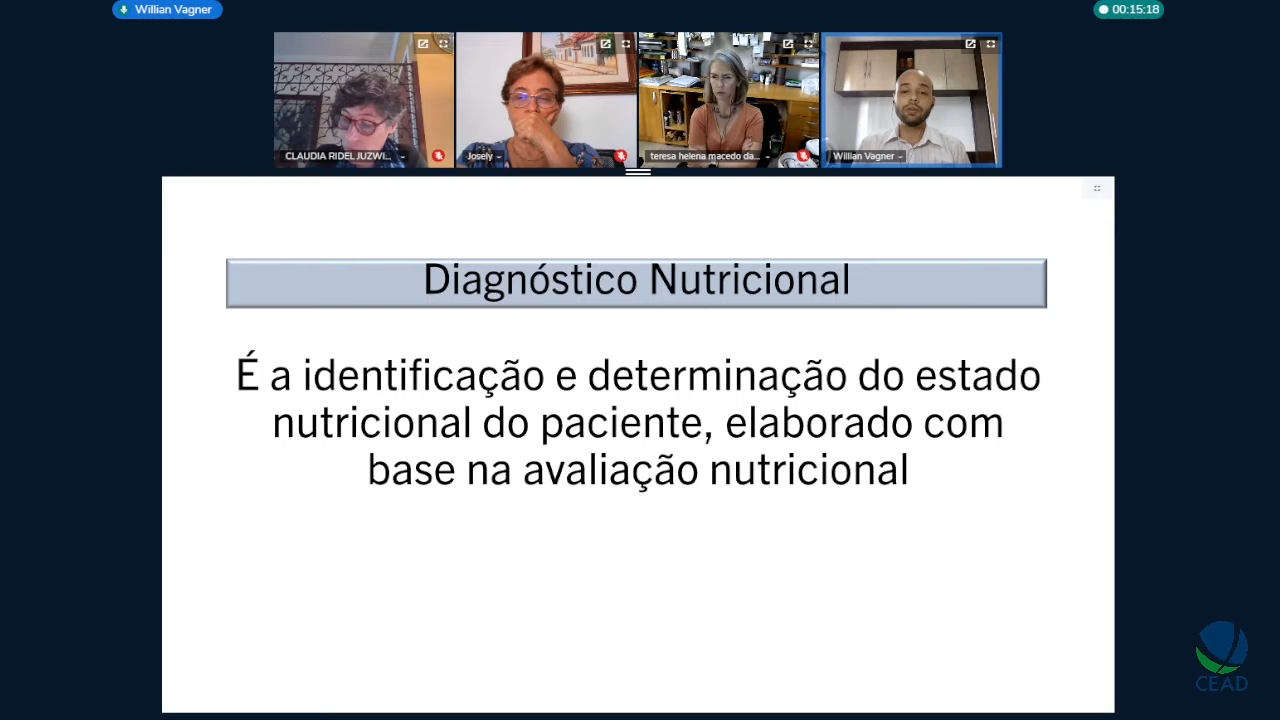 Willian Vagner
00:15:18
CLAUDIA RIDEL JUZWI...
Josely
teresa helena macedo da...
Willian Vagner
Diagnóstico Nutricional
É a identificação e determinação do estado
nutricional do paciente, elaborado com
base na avaliação nutricional
CEAD